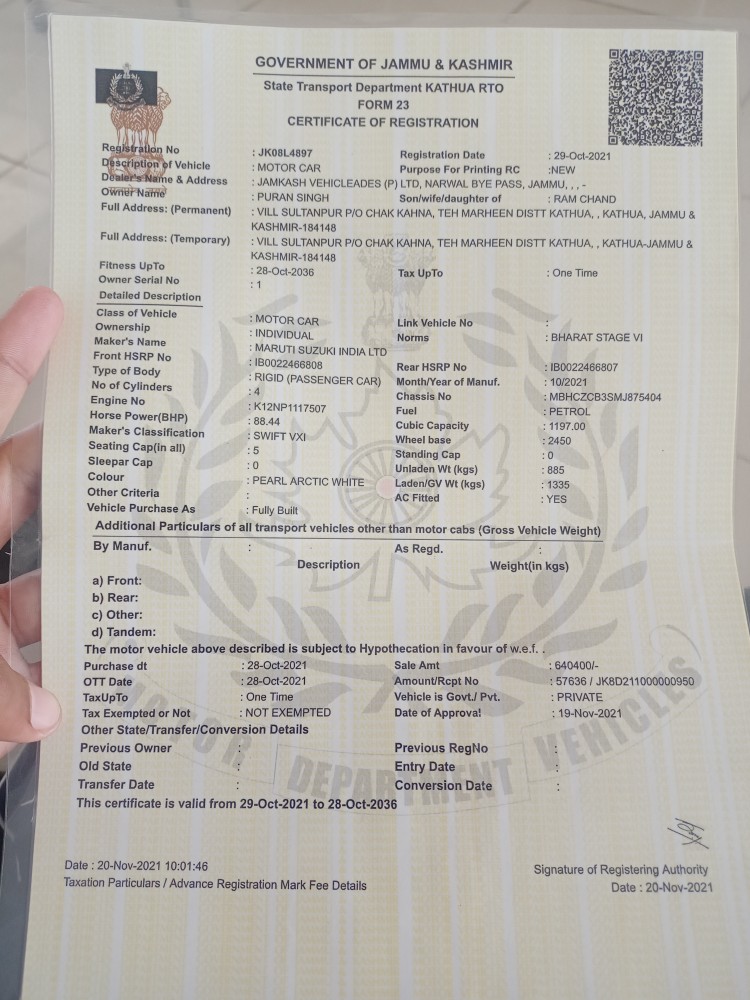 GOVERNMENT OF JAMMU & KASHMIR
State Transport Department KATHUA RTO
FORM 23
CERTIFICATE OF REGISTRATION
Registration No : JK08L4897 Registration Date : 29-Oct-2021
Description of Vehicle : MOTOR CAR Purpose For Printing RC :NEW
Dealer's Name & Address : JAMKASH VEHICLEADES (P) LTD, NARWAL BYE PASS, JAMMU, , , -
Owner Name : PURAN SINGH Son/wife/daughter of : RAM CHAND
Full Address: (Permanent) : VILL SULTANPUR P/O CHAK KAHNA, TEH MARHEEN DISTT KATHUA, , KATHUA, JAMMU &
KASHMIR-184148
Full Address: (Temporary) : VILL SULTANPUR P/O CHAK KAHNA, TEH MARHEEN DISTT KATHUA, , KATHUA-JAMMU &
KASHMIR-184148
Fitness UpTo : 28-Oct-2036 Tax UpTo : One Time
Owner Serial No : 1
Detailed Description
Class of Vehicle : MOTOR CAR Link Vehicle No :
Ownership : INDIVIDUAL Norms : BHARAT STAGE VI
Maker's Name : MARUTI SUZUKI INDIA LTD
Front HSRP No : IB0022466808 Rear HSRP No : IB0022466807
Type of Body : RIGID (PASSENGER CAR) Month/Year of Manuf. : 10/2021
No of Cylinders : 4 Chassis No : MBHCZCB3SMJ875404
Engine No : K12NP1117507 Fuel : PETROL
Horse Power(BHP) : 88.44 Cubic Capacity : 1197.00
Maker's Classification : SWIFT VXI Wheel base : 2450
Seating Cap(in all) : 5 Standing Cap : 0
Sleepar Cap : 0 Unladen Wt (kgs) : 885
Colour : PEARL ARCTIC WHITE Laden/GV Wt (kgs) : 1335
Other Criteria : AC Fitted : YES
Vehicle Purchase As : Fully Built
Additional Particulars of all transport vehicles other than motor cabs (Gross Vehicle Weight)
By Manuf. : As Regd. :
Description Weight(in kgs)
a) Front:
b) Rear:
c) Other:
d) Tandem:
The motor vehicle above described is subject to Hypothecation in favour of w.e.f. .
Purchase dt : 28-Oct-2021 Sale Amt : 640400/-
OTT Date : 28-Oct-2021 Amount/Rcpt No : 57636 / JK8D211000000950
TaxUpTo : One Time Vehicle is Govt./ Pvt. : PRIVATE
Tax Exempted or Not : NOT EXEMPTED Date of Approval : 19-Nov-2021
Other State/Transfer/Conversion Details
Previous Owner : Previous RegNo :
Old State : Entry Date :
Transfer Date : Conversion Date :
This certificate is valid from 29-Oct-2021 to 28-Oct-2036
MOTOR VEHICLES DEPARTMENT
Date : 20-Nov-2021 10:01:46 Signature of Registering Authority
Taxation Particulars / Advance Registration Mark Fee Details Date : 20-Nov-2021